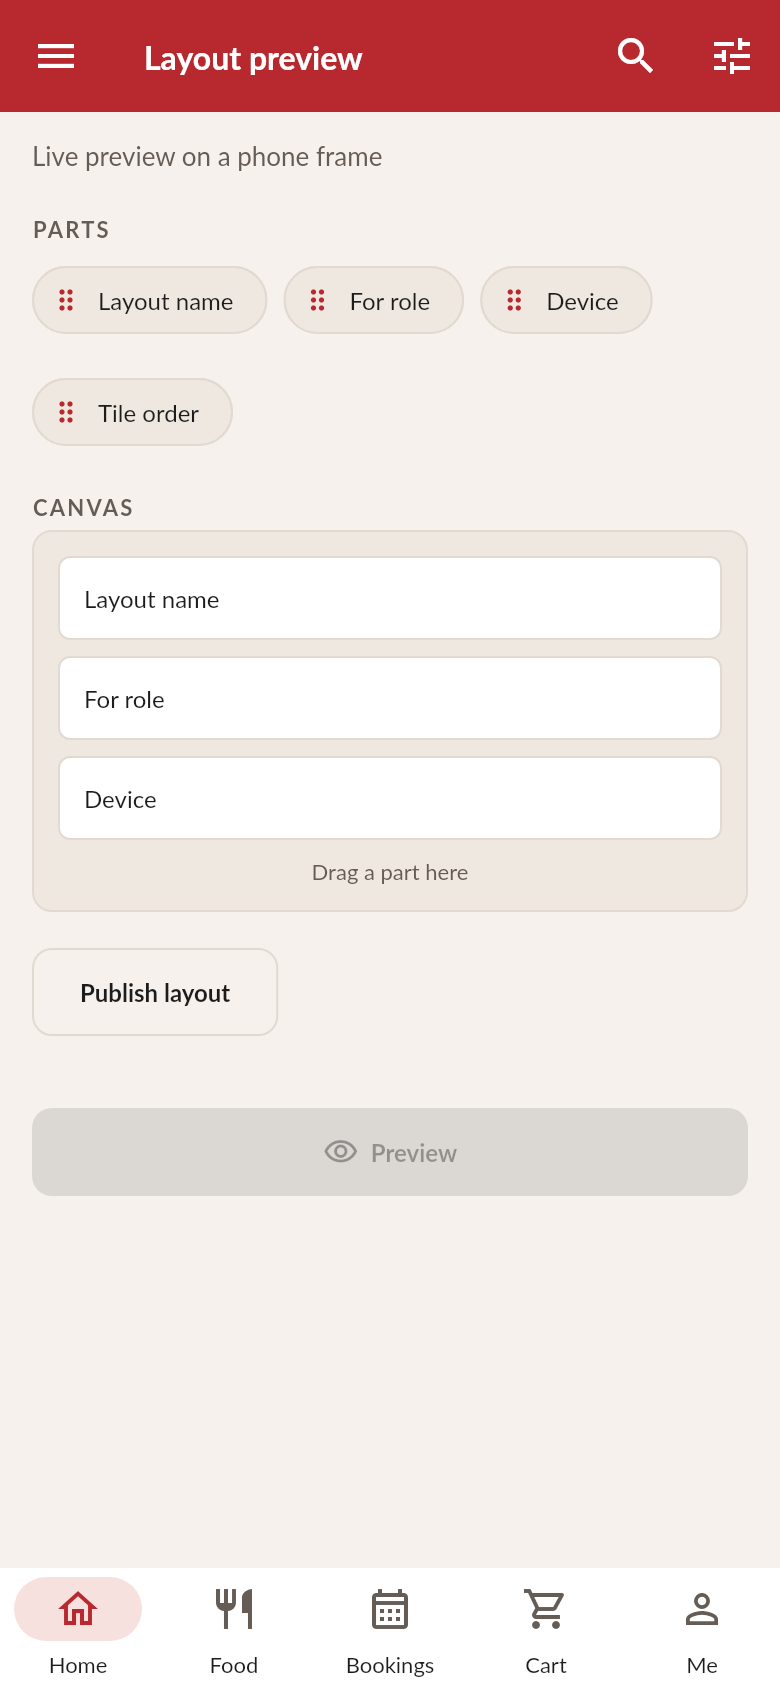 Layout preview
Live preview on a phone frame
PARTS
Layout name
For role
Device
Tile order
CANVAS
Layout name
For role
Device
Drag a part here
Publish layout
Preview
Home
Food
Bookings
Cart
Me